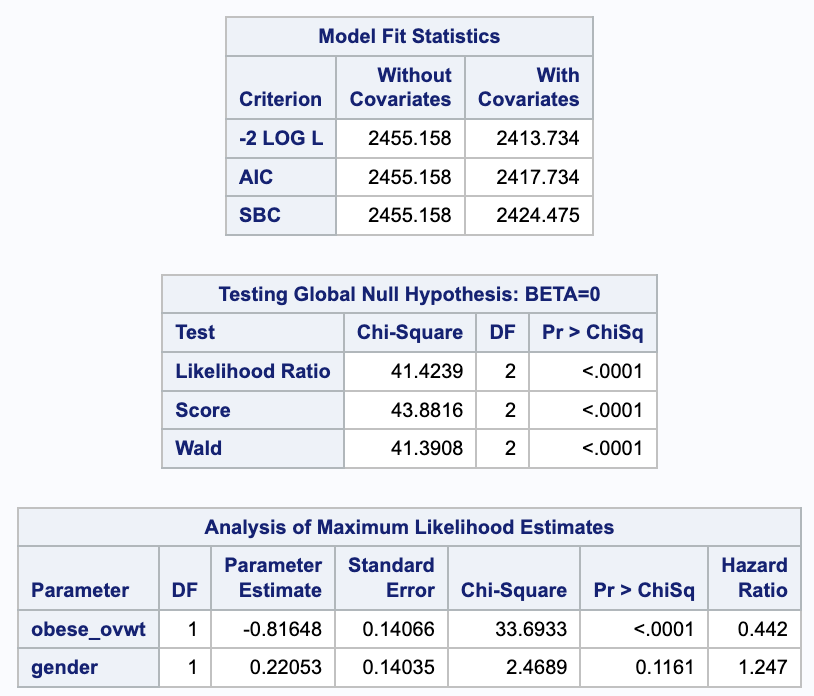 Model Fit Statistics
Criterion Without Covariates With Covariates
-2 LOG L 2455.158 2413.734
AIC 2455.158 2417.734
SBC 2455.158 2424.475
Testing Global Null Hypothesis: BETA=0
Test Chi-Square DF Pr > ChiSq
Likelihood Ratio 41.4239 2 <.0001
Score 43.8816 2 <.0001
Wald 41.3908 2 <.0001
Analysis of Maximum Likelihood Estimates
Parameter DF Parameter Estimate Standard Error Chi-Square Pr > ChiSq Hazard Ratio
obese_ovwt 1 -0.81648 0.14066 33.6933 <.0001 0.442
gender 1 0.22053 0.14035 2.4689 0.1161 1.247